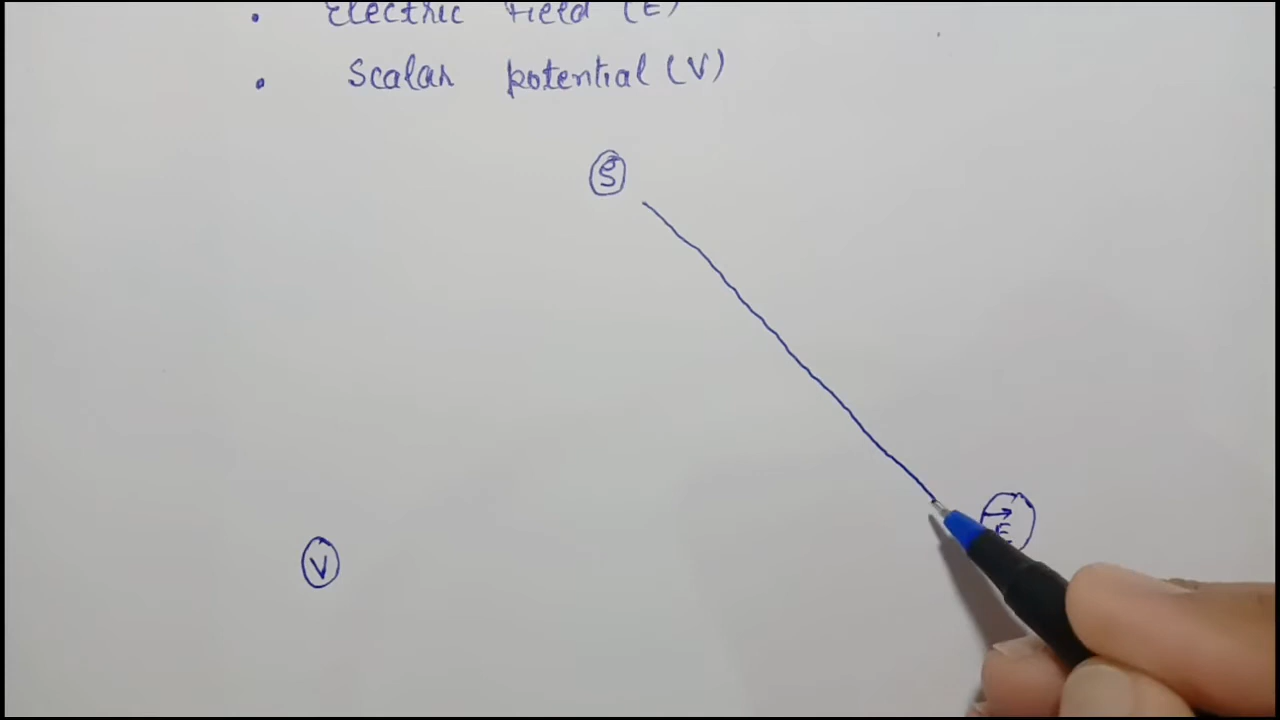 • Electric Field (E)
• Scalar potential (V)
V
E